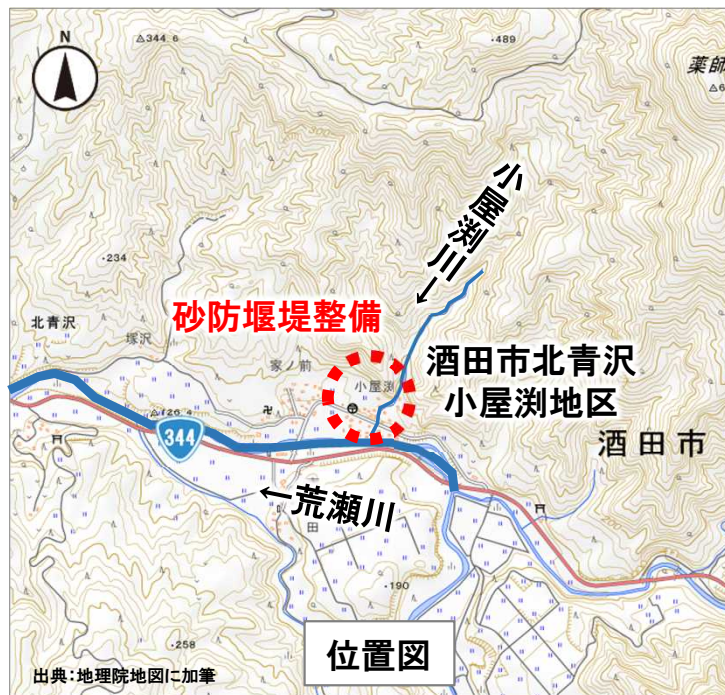 N
344.6
・489
薬師
小屋渕川
←
・234
砂防堰堤整備
北青沢
塚沢
家ノ前
小屋渕
酒田市北青沢
小屋渕地区
126.4
344
酒田市
←荒瀬川
田
・190
・258
位置図
出典:地理院地図に加筆